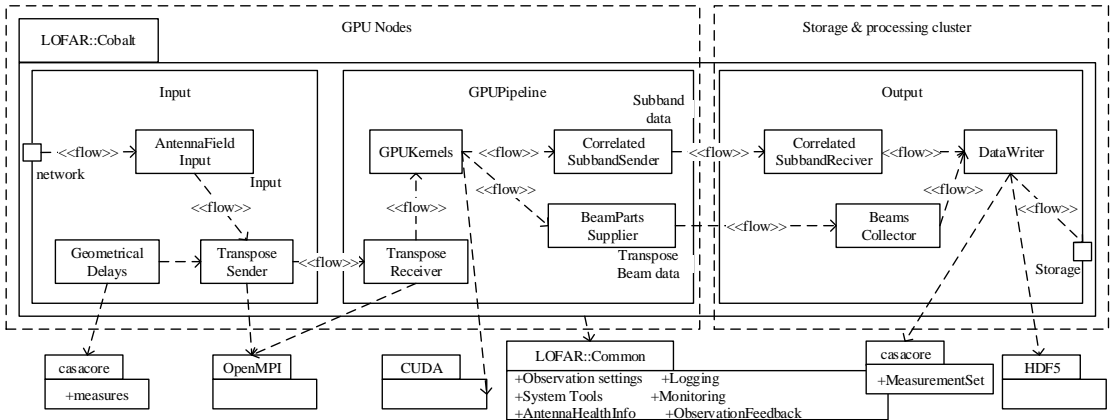 GPU Nodes
Storage & processing cluster
LOFAR::Cobalt
Input
GPUPipeline
Output
Subband
data
AntennaField
Input
GPUKernels
Correlated
SubbandSender
Correlated
SubbandReciver
DataWriter
<<flow>>
<<flow>>
<<flow>>
<<flow>>
network
Input
<<flow>>
<<flow>>
<<flow>>
<<flow>>
<<flow>>
BeamParts
Supplier
Beams
Collector
<<flow>>
Geometrical
Delays
Transpose
Sender
<<flow>>
Transpose
Receiver
Transpose
Beam data
Storage
casacore
+measures
OpenMPI
CUDA
LOFAR::Common
+Observation settings +Logging
+System Tools +Monitoring
+AntennaHealthInfo +ObservationFeedback
casacore
+MeasurementSet
HDF5